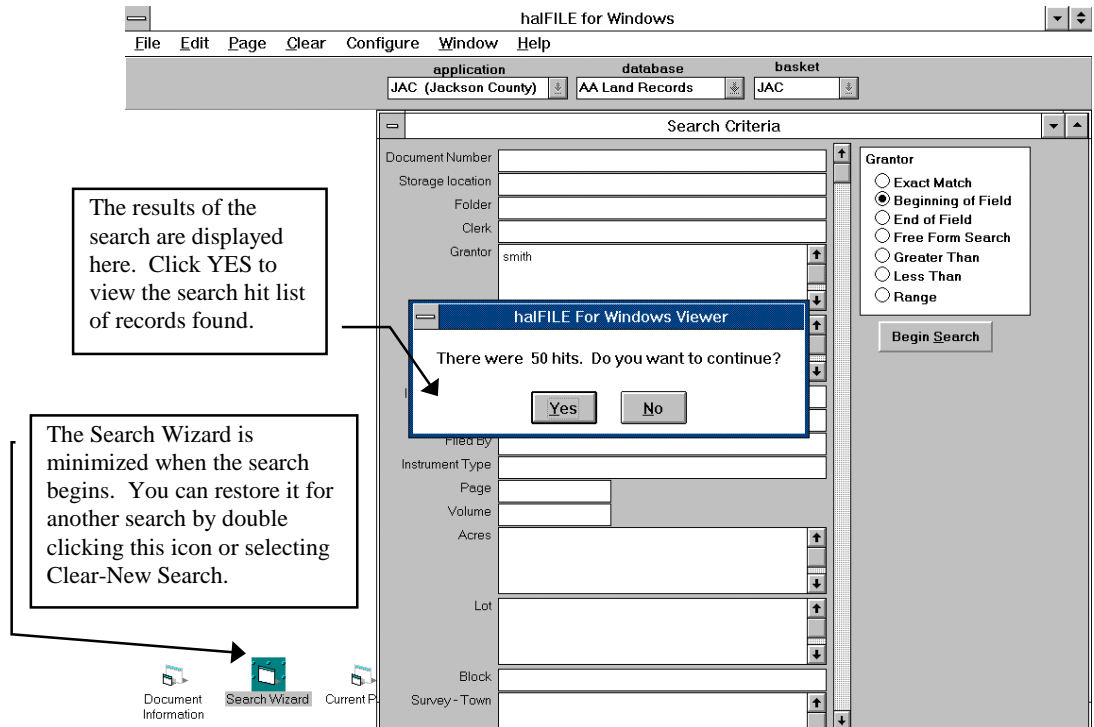 halFILE for Windows
File Edit Page Clear Configure Window Help
application database basket
JAC (Jackson County) AA Land Records JAC
Search Criteria
Document Number
Storage location
Folder
Clerk
Grantor
smith
Grantor
Exact Match
Beginning of Field
End of Field
Free Form Search
Greater Than
Less Than
Range
Begin Search
The results of the
search are displayed
here. Click YES to
view the search hit list
of records found.
halFILE For Windows Viewer
There were 50 hits. Do you want to continue?
Yes No
Filed By
Instrument Type
Page
Volume
Acres
Lot
Block
Survey - Town
The Search Wizard is
minimized when the search
begins. You can restore it for
another search by double
clicking this icon or selecting
Clear-New Search.
Document
Information
Search Wizard
Current P